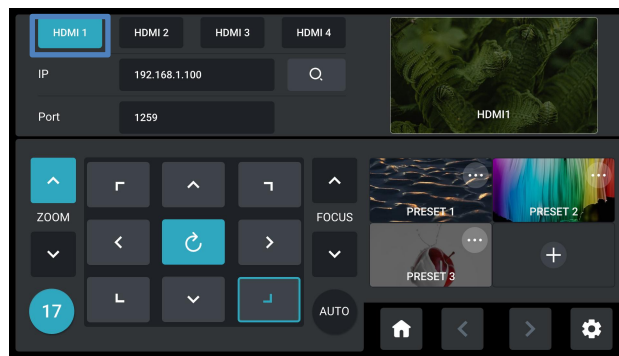 HDMI 1 HDMI 2 HDMI 3 HDMI 4
IP 192.168.1.100
Port 1259
HDMI1
ZOOM
FOCUS
17
AUTO
PRESET 1
PRESET 2
PRESET 3